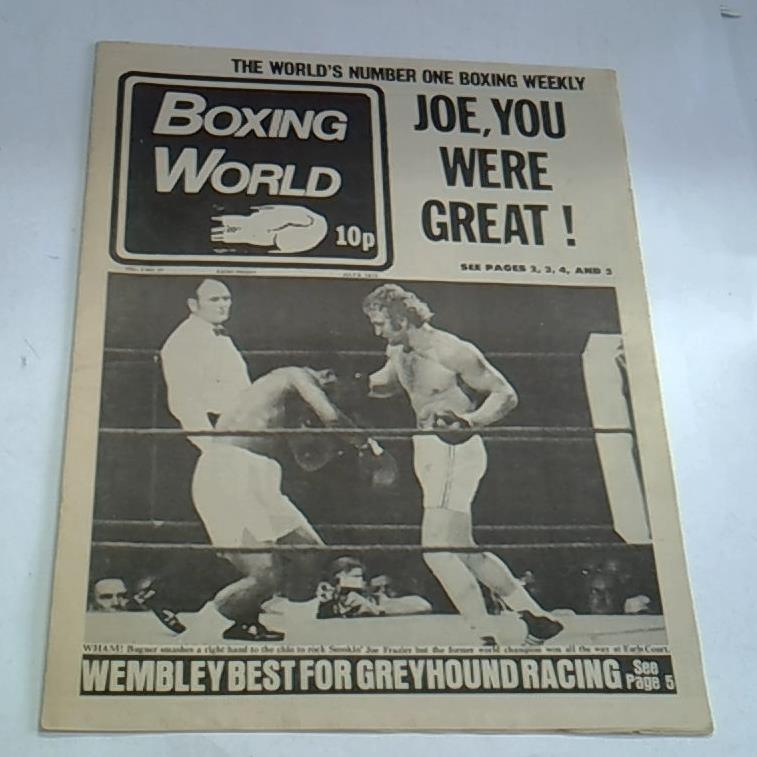 THE WORLD'S NUMBER ONE BOXING WEEKLY
BOXING
WORLD
10p
JOE, YOU
WERE
GREAT !
SEE PAGES 2, 3, 4, AND 5
WHAM! Bugner smashes a right hand to the chin to rock Smokin' Joe Frazier but the former world champion won all the way at Earls Court.
WEMBLEY BEST FOR GREYHOUND RACING See
Page 5